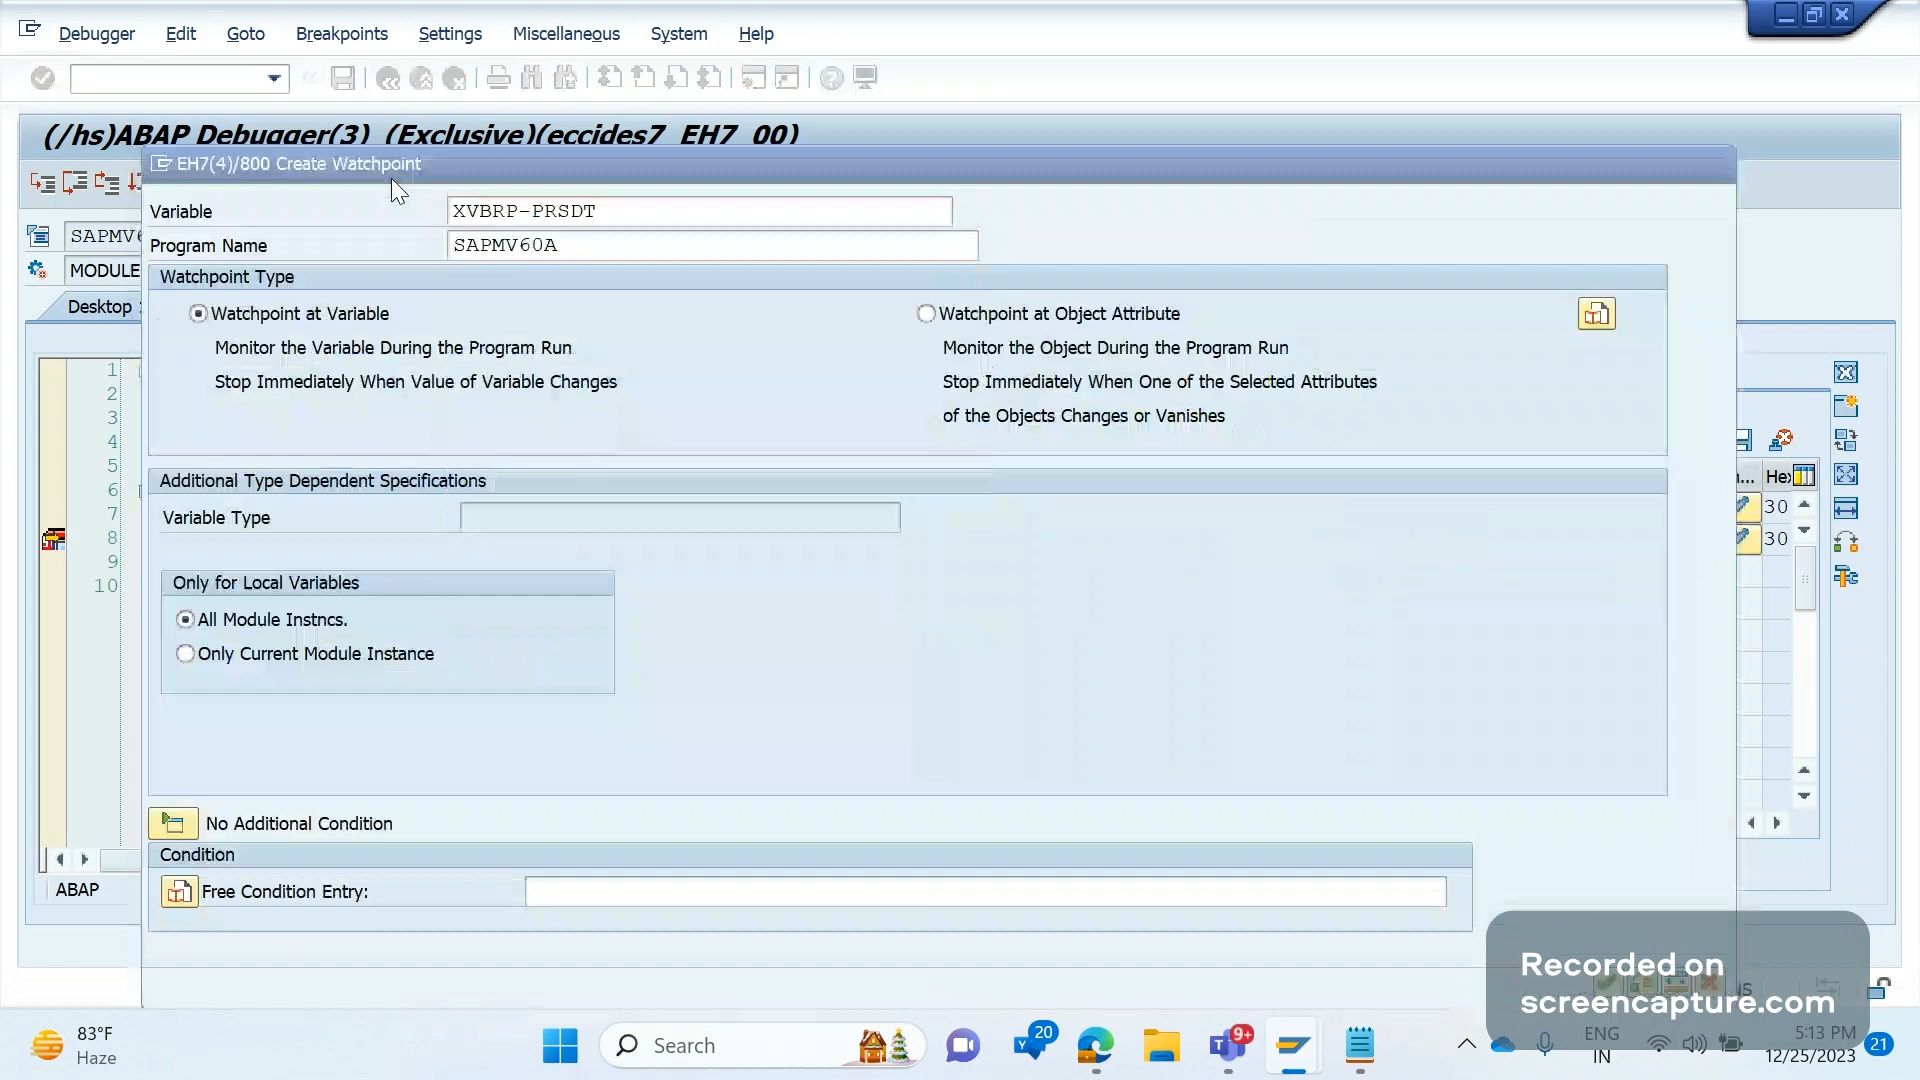 Debugger Edit Goto Breakpoints Settings Miscellaneous System Help
(/hs)ABAP Debugger(3) (Exclusive)(eccides7_EH7_00)
EH7(4)/800 Create Watchpoint
Variable XVBRP-PRSDT
SAPMV6
Program Name SAPMV60A
MODULE
Watchpoint Type
Desktop
Watchpoint at Variable Watchpoint at Object Attribute
Monitor the Variable During the Program Run Monitor the Object During the Program Run
Stop Immediately When Value of Variable Changes Stop Immediately When One of the Selected Attributes
of the Objects Changes or Vanishes
1
2
3
4
5
6
7
8
9
10
Additional Type Dependent Specifications
Variable Type
... Hex
30
30
Only for Local Variables
All Module Instncs.
Only Current Module Instance
No Additional Condition
Condition
Free Condition Entry:
ABAP
Recorded on
screencapture.com
83°F
Haze
Search
20
9+
ENG
IN
5:13 PM
12/25/2023
21